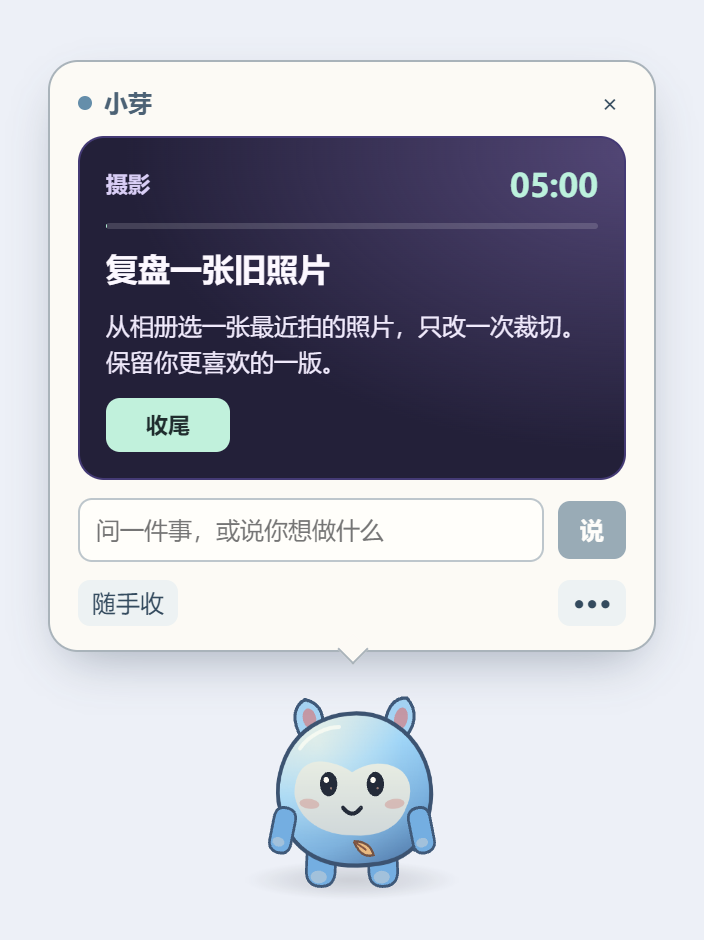 小芽
×
摄影
05:00
复盘一张旧照片
从相册选一张最近拍的照片，只改一次裁切。
保留你更喜欢的一版。
收尾
问一件事，或说你想做什么
说
随手收
•••